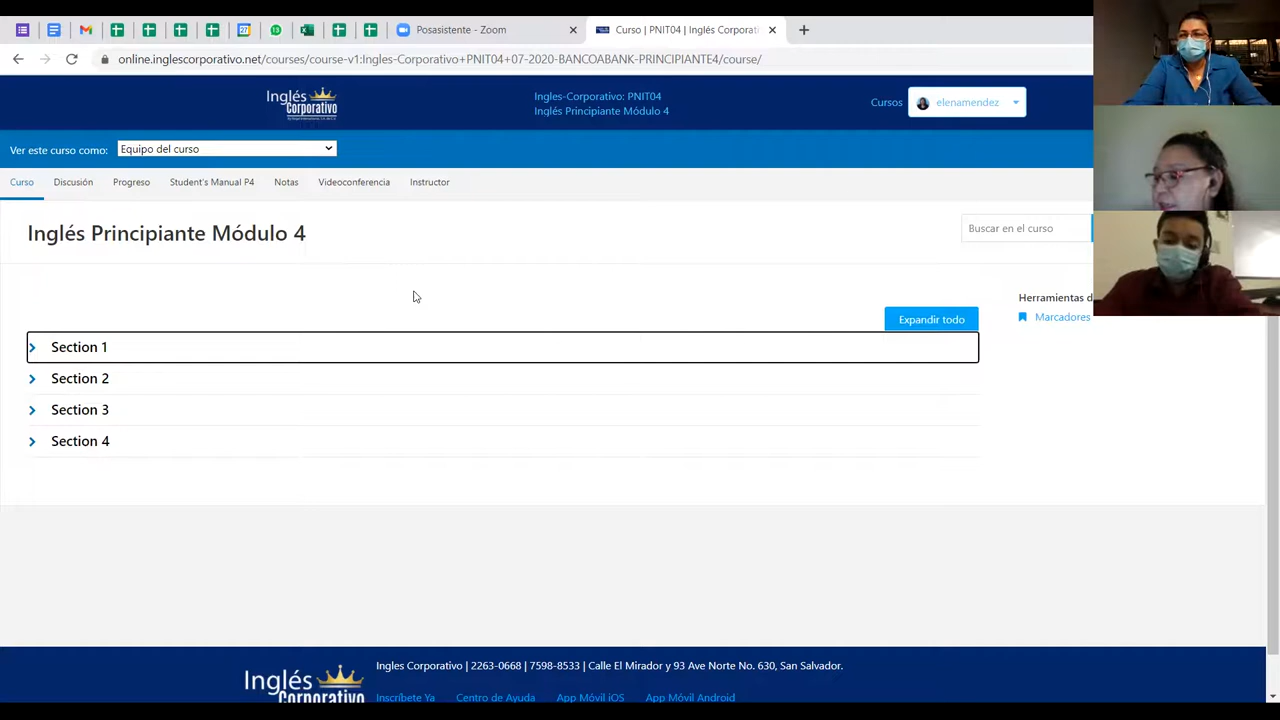 Posasistente - Zoom
Curso | PNIT04 | Inglés Corporati
online.inglescorporativo.net/courses/course-v1:Ingles-Corporativo+PNIT04+07-2020-BANCOABANK-PRINCIPIANTE4/course/
Inglés
Corporativo
Ingles-Corporativo: PNIT04
Inglés Principiante Módulo 4
Cursos
elenamendez
Ver este curso como:
Equipo del curso
Curso
Discusión
Progreso
Student's Manual P4
Notas
Videoconferencia
Instructor
Inglés Principiante Módulo 4
Buscar en el curso
Herramientas d
Marcadores
Expandir todo
Section 1
Section 2
Section 3
Section 4
Inglés
Corporativo
Ingles Corporativo | 2263-0668 | 7598-8533 | Calle El Mirador y 93 Ave Norte No. 630, San Salvador.
Inscríbete Ya
Centro de Ayuda
App Móvil iOS
App Móvil Android